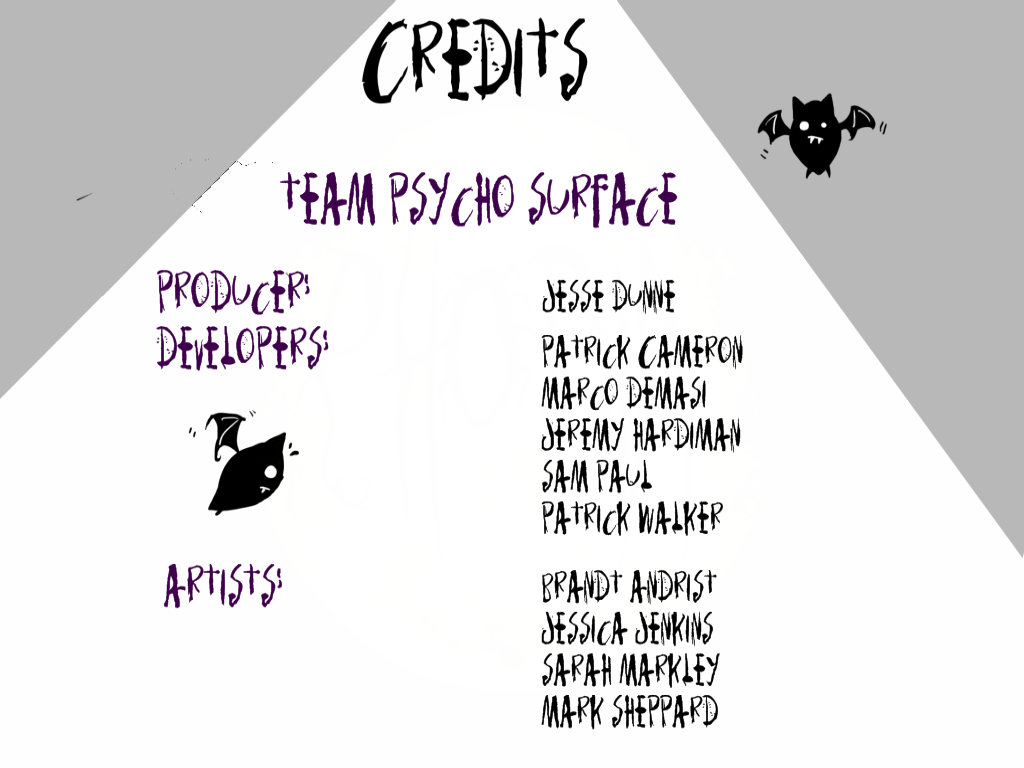 CREDITS
TEAM PSYCHO SURFACE
PRODUCER: JESSE DUNNE
DEVELOPERS: PATRICK CAMERON
MARCO DEMASI
JEREMY HARDIMAN
SAM PAUL
PATRICK WALKER
ARTISTS: BRANDT ANDRIST
JESSICA JENKINS
SARAH MARKLEY
MARK SHEPPARD